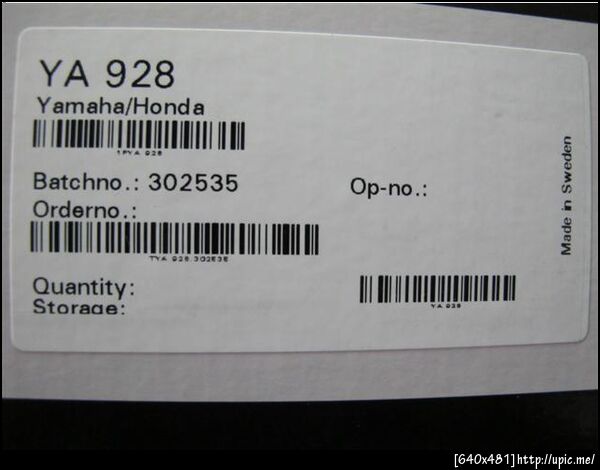 YA 928
Yamaha/Honda
1PYA 928
Batchno.: 302535
Op-no.:
Orderno.:
TYA 928.302535
Quantity:
Storage:
YA 928
Made in Sweden
[640x481]http://upic.me/